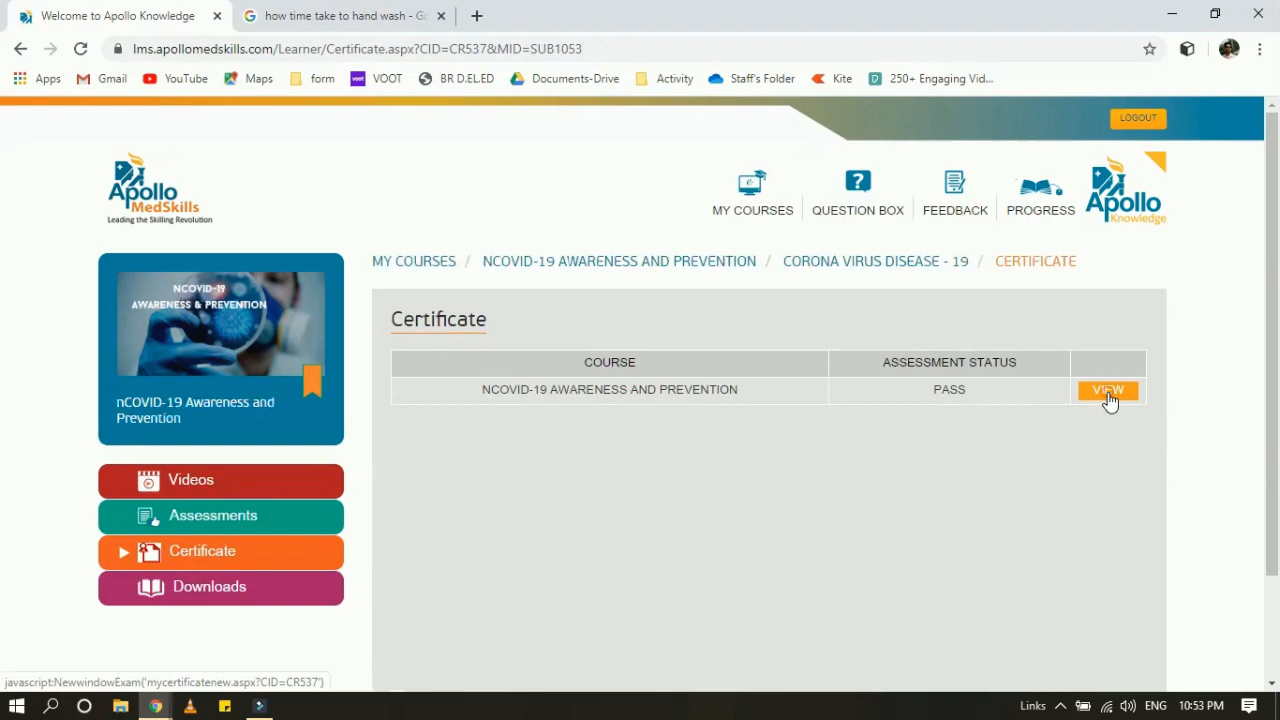 Welcome to Apollo Knowledge
how time take to hand wash - Go
lms.apollomedskills.com/Learner/Certificate.aspx?CID=CR537&MID=SUB1053
Apps
Gmail
YouTube
Maps
form
voot
VOOT
BR D.EL.ED
Documents-Drive
Activity
Staff's Folder
Kite
250+ Engaging Vid...
LOGOUT
Apollo
MedSkills
Leading the Skilling Revolution
MY COURSES
QUESTION BOX
FEEDBACK
PROGRESS
Apollo
Knowledge
NCOVID-19
AWARENESS & PREVENTION
nCOVID-19 Awareness and
Prevention
MY COURSES / NCOVID-19 AWARENESS AND PREVENTION / CORONA VIRUS DISEASE - 19 / CERTIFICATE
Certificate
COURSE ASSESSMENT STATUS
NCOVID-19 AWARENESS AND PREVENTION PASS VIEW
Videos
Assessments
Certificate
Downloads
javascript:NewwindowExam('mycertificatenew.aspx?CID=CR537')
Links
ENG
10:53 PM